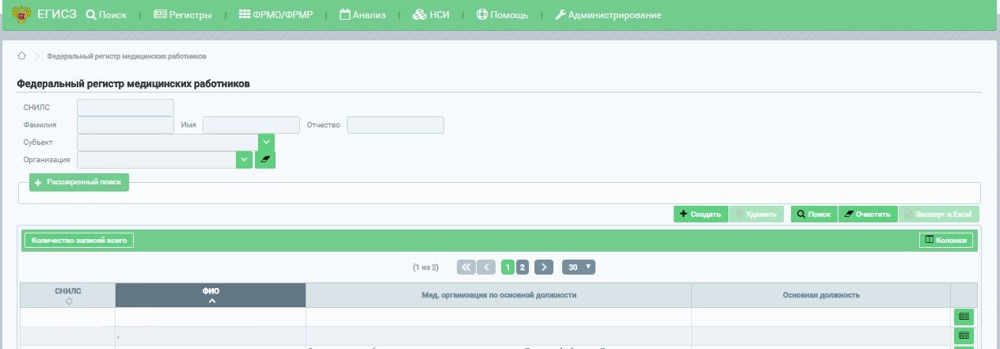 ЕГИСЗ Поиск Регистры ФРМО/ФРМР Анализ НСИ Помощь Администрирование
Федеральный регистр медицинских работников
Федеральный регистр медицинских работников
СНИЛС
Фамилия Имя Отчество
Субъект
Организация
Расширенный поиск
Создать Удалить Поиск Очистить Экспорт в Excel
Количество записей всего Колонки
(1 из 2) 1 2 30
СНИЛС ФИО Мед. организация по основной должности Основная должность